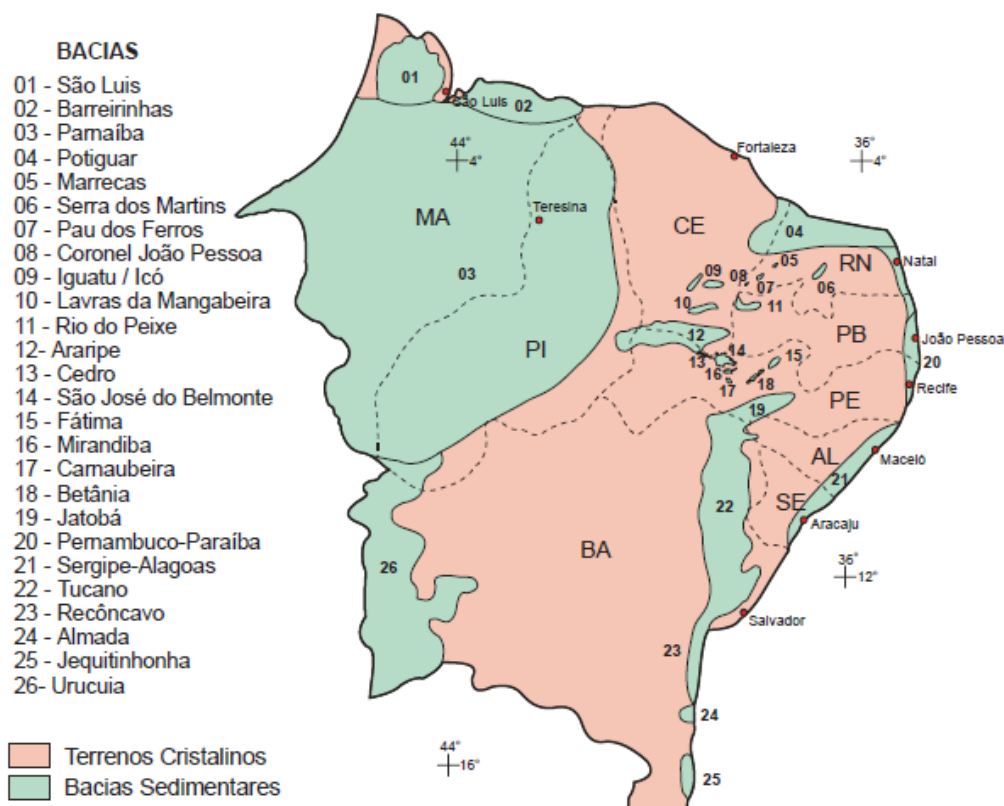 BACIAS
01 - São Luis
02 - Barreirinhas
03 - Parnaíba
04 - Potiguar
05 - Marrecas
06 - Serra dos Martins
07 - Pau dos Ferros
08 - Coronel João Pessoa
09 - Iguatu / Icó
10 - Lavras da Mangabeira
11 - Rio do Peixe
12- Araripe
13 - Cedro
14 - São José do Belmonte
15 - Fátima
16 - Mirandiba
17 - Carnaubeira
18 - Betânia
19 - Jatobá
20 - Pernambuco-Paraíba
21 - Sergipe-Alagoas
22 - Tucano
23 - Recôncavo
24 - Almada
25 - Jequitinhonha
26- Urucuia
Terrenos Cristalinos
Bacias Sedimentares
01
São Luis
02
44°
4°
Fortaleza
36°
4°
MA
Teresina
CE
04
03
05
RN
Natal
09
08
07
06
10
11
PI
12
PB
João Pessoa
14
13
15
20
16
17
18
Recife
19
PE
AL
Maceló
21
22
SE
Aracaju
BA
26
36°
12°
Salvador
23
24
44°
16°
25